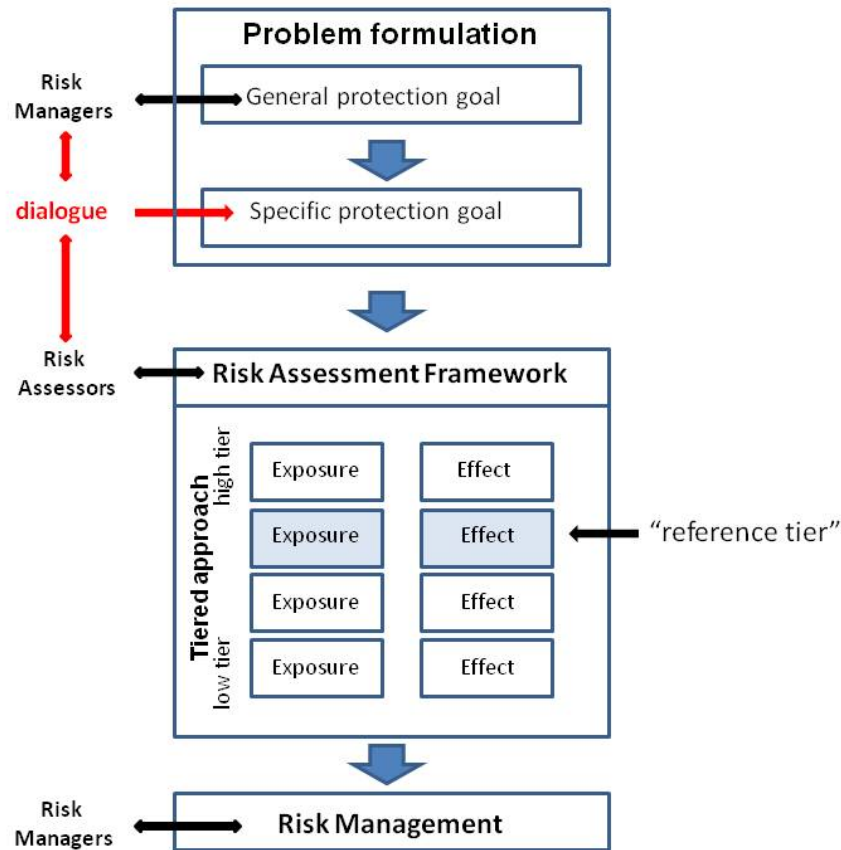 Problem formulation
Risk
Managers
General protection goal
dialogue
Specific protection goal
Risk
Assessors
Risk Assessment Framework
Tiered approach
high tier
low tier
Exposure
Effect
Exposure
Effect
“reference tier”
Exposure
Effect
Exposure
Effect
Risk
Managers
Risk Management